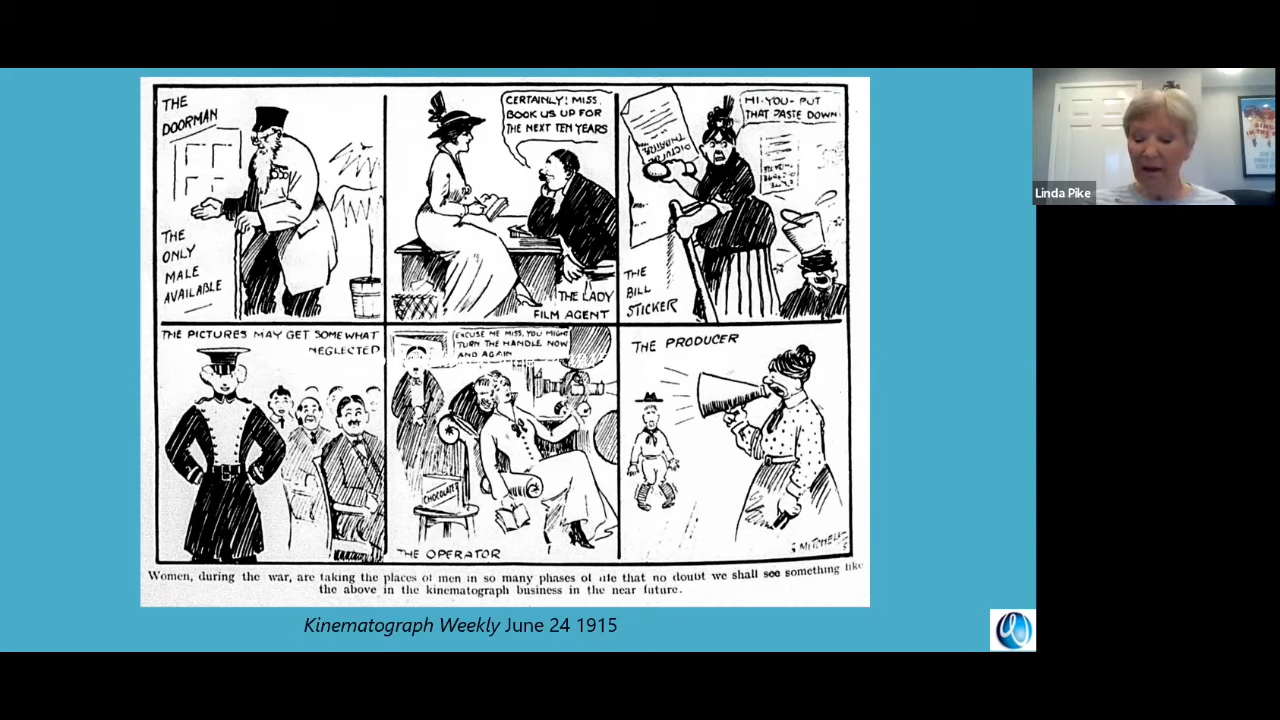 THE
DOORMAN
THE
ONLY
MALE
AVAILABLE
CERTAINLY! MISS.
BOOK US UP FOR
THE NEXT TEN YEARS
THE LADY
FILM AGENT
HI-YOU- PUT
THAT PASTE DOWN!
THE
BILL
STICKER
THE PICTURES MAY GET SOMEWHAT
NEGLECTED
EXCUSE ME MISS, YOU MIGHT
TURN THE HANDLE NOW
AND AGAIN
CHOCOLATE
THE OPERATOR
THE PRODUCER
S MITCHELL
Women, during the war, are taking the places of men in so many phases of life that no doubt we shall see something like
the above in the kinematograph business in the near future.
Kinematograph Weekly June 24 1915
Linda Pike